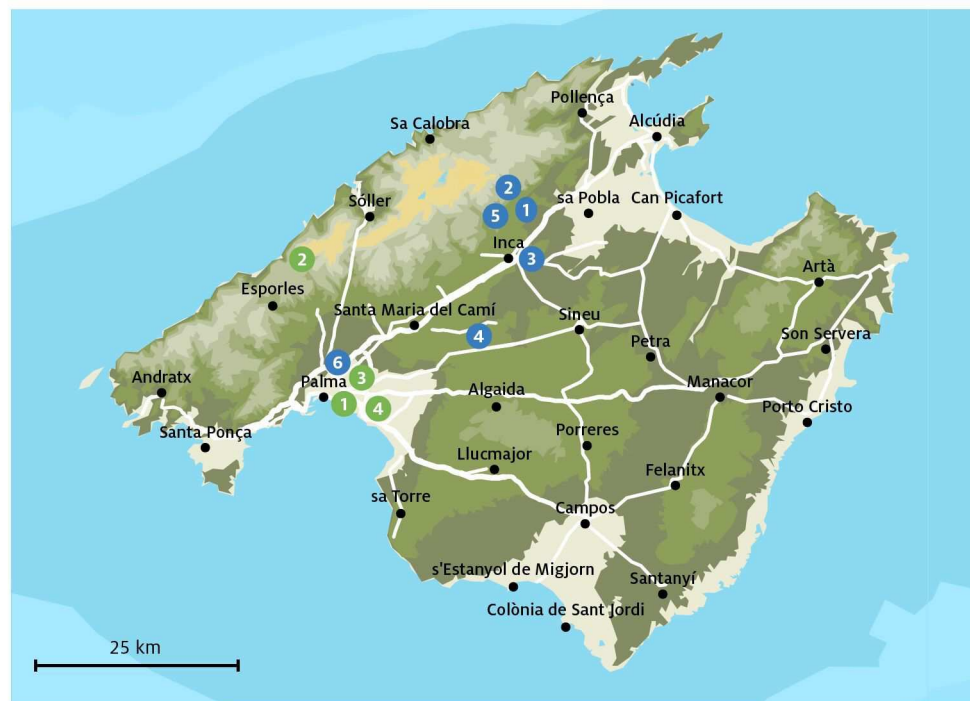 Pollença
Sa Calobra
Alcúdia
2
Sóller
5
1
sa Pobla
Can Picafort
Inca
3
2
Artà
Esporles
Santa Maria del Camí
Sineu
4
Son Servera
Petra
6
Andratx
Palma
3
Algaida
Manacor
1
4
Porto Cristo
Santa Ponça
Porreres
Llucmajor
Felanitx
sa Torre
Campos
s'Estanyol de Migjorn
Santanyí
Colònia de Sant Jordi
25 km